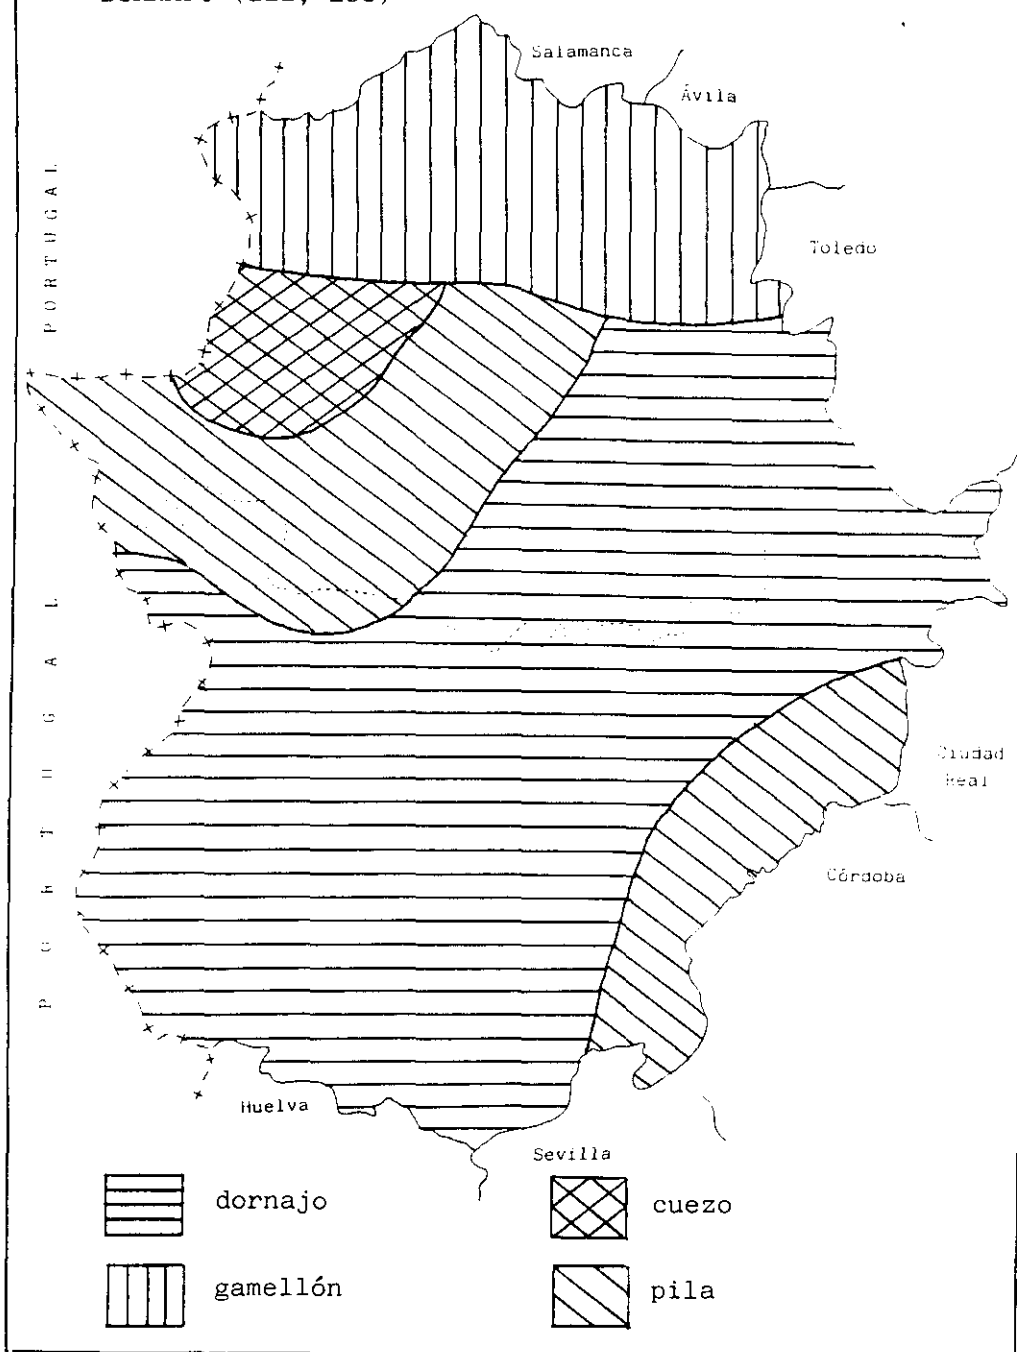 Salamanca
Ávila
PORTUGAL
Toledo
PORTUGAL
Ciudad
Real
Córdoba
Huelva
Sevilla
dornajo
cuezo
gamellón
pila